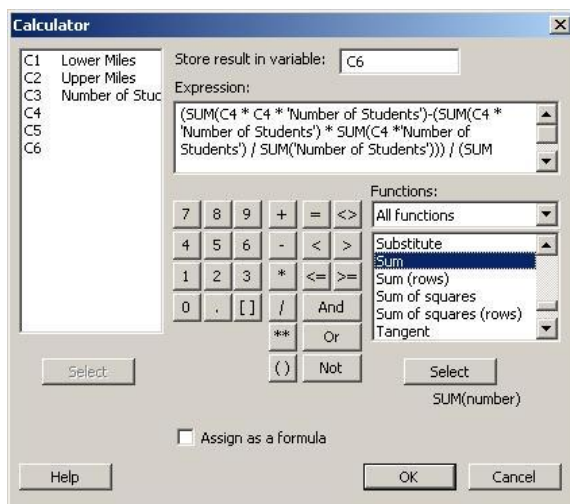 Calculator
C1 Lower Miles
C2 Upper Miles
C3 Number of Stuc
C4
C5
C6
Store result in variable: C6
Expression:
(SUM(C4 * C4 * 'Number of Students')-(SUM(C4 *
'Number of Students') * SUM(C4 *'Number of
Students') / SUM('Number of Students'))) / (SUM
Functions:
All functions
7 8 9 + = <>
4 5 6 - < >
1 2 3 * <= >=
0 . [ ] / And
** Or
( ) Not
Substitute
Sum
Sum (rows)
Sum of squares
Sum of squares (rows)
Tangent
Select
Select
SUM(number)
Assign as a formula
Help
OK
Cancel